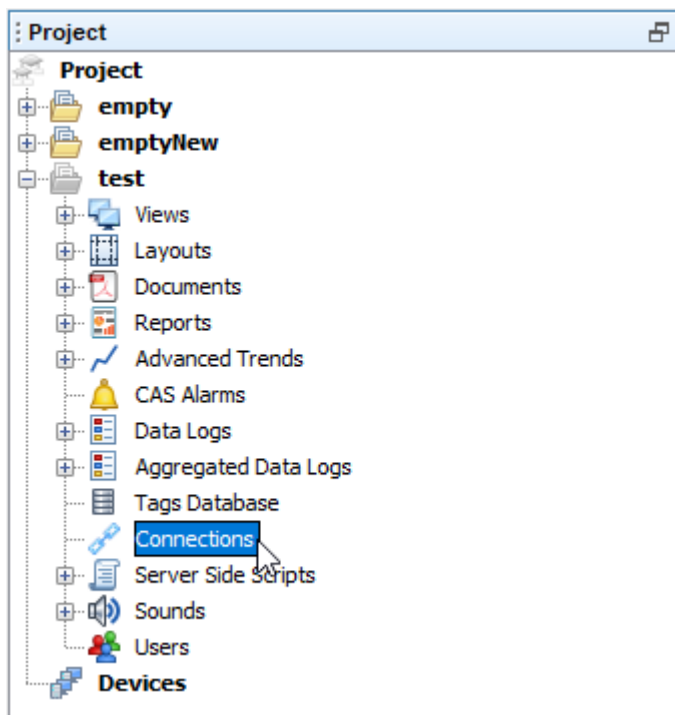 Project
Project
empty
emptyNew
test
Views
Layouts
Documents
Reports
Advanced Trends
CAS Alarms
Data Logs
Aggregated Data Logs
Tags Database
Connections
Server Side Scripts
Sounds
Users
Devices